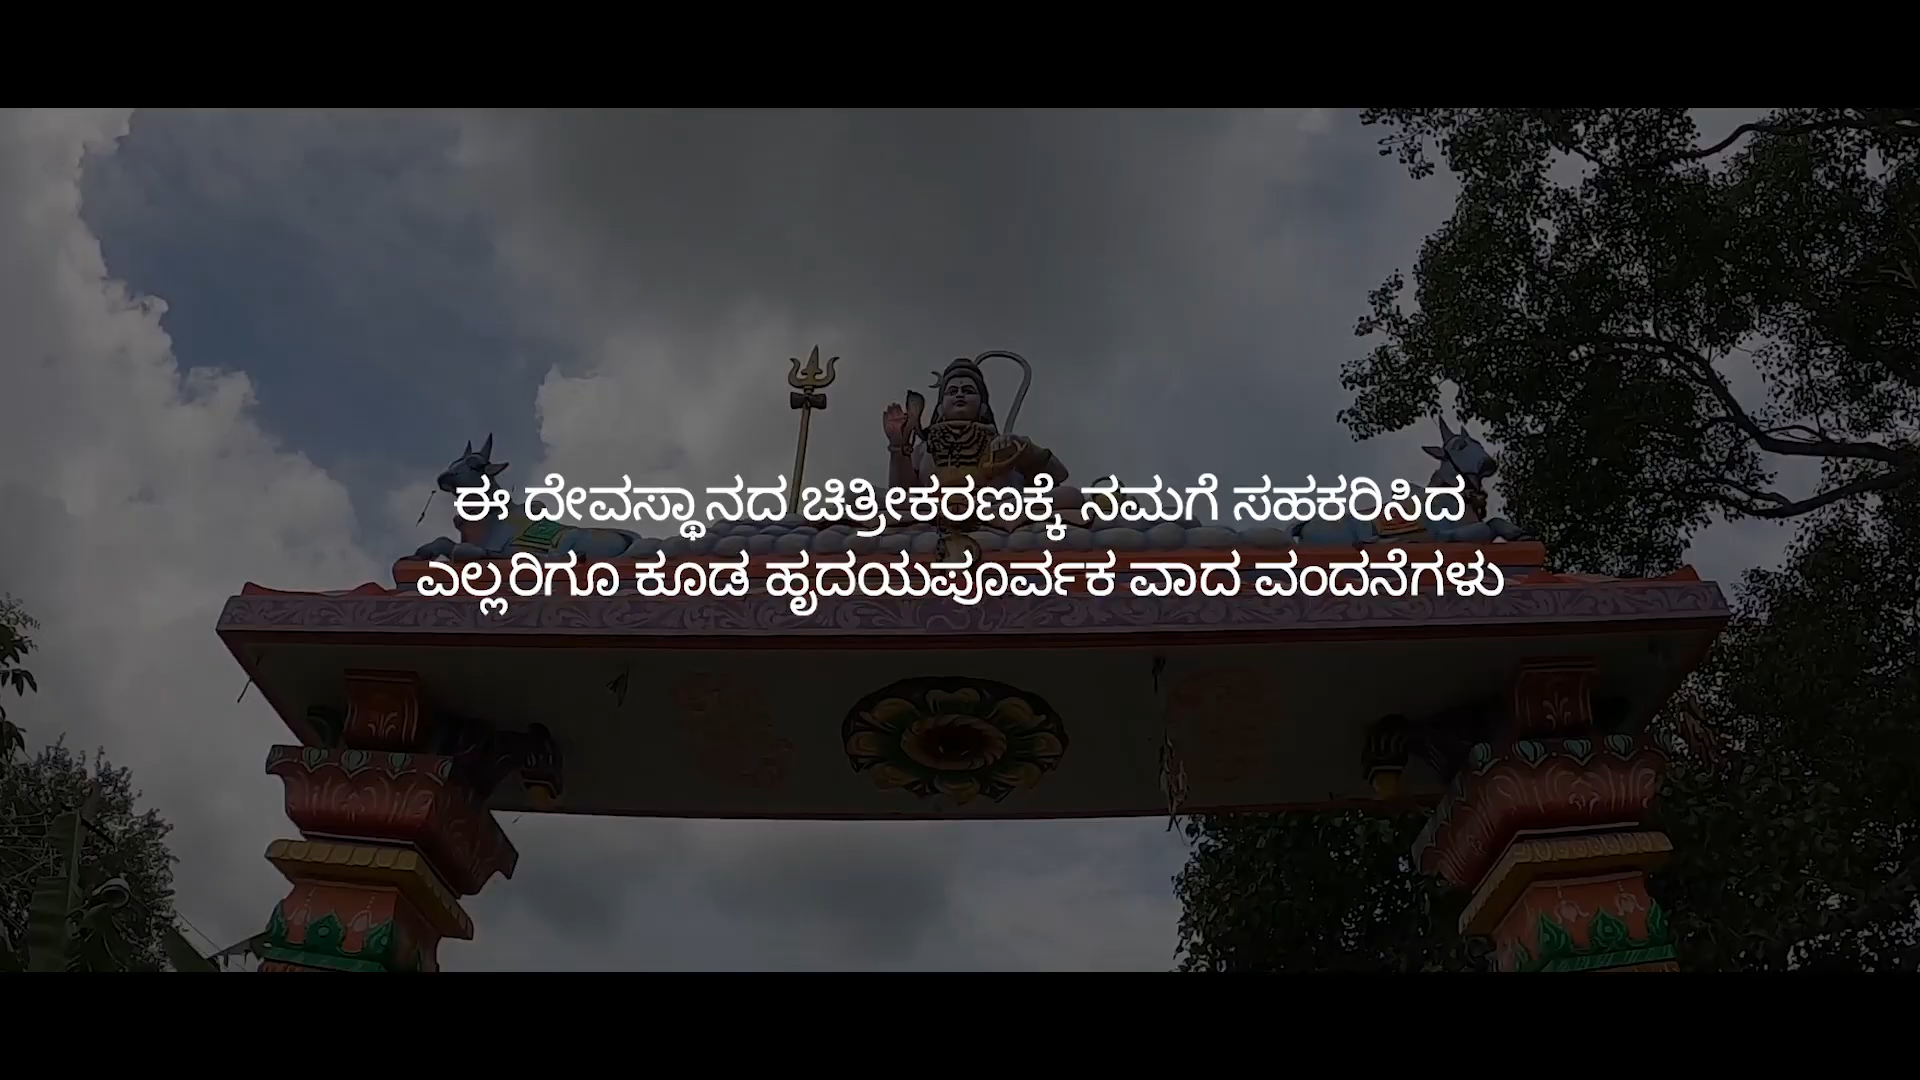 ಈ ದೇವಸ್ಥಾನದ ಚಿತ್ರೀಕರಣಕ್ಕೆ ನಮಗೆ ಸಹಕರಿಸಿದ
ಎಲ್ಲರಿಗೂ ಕೂಡ ಹೃದಯಪೂರ್ವಕ ವಾದ ವಂದನೆಗಳು